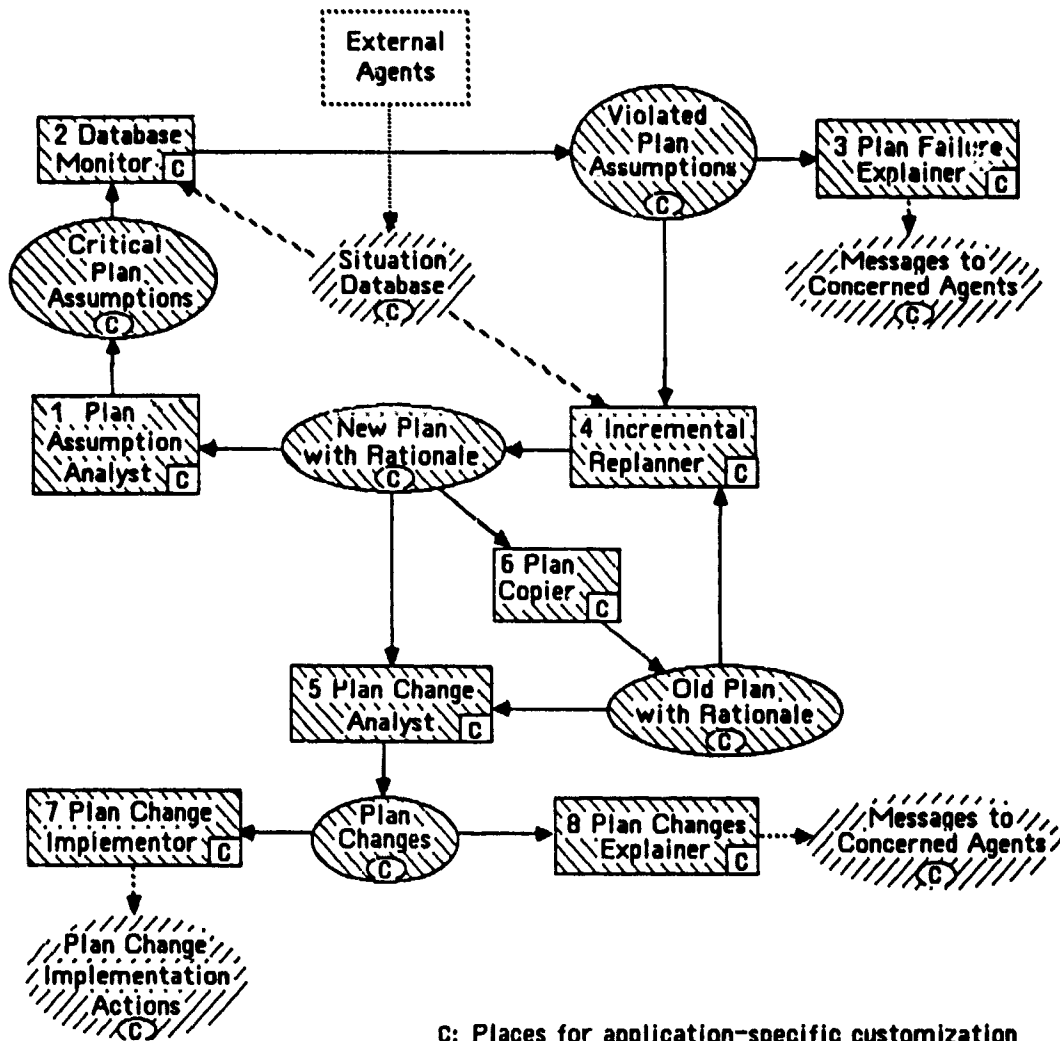 External
Agents
2 Database
Monitor
C
Violated
Plan
Assumptions
C
3 Plan Failure
Explainer
C
Critical
Plan
Assumptions
C
Situation
Database
C
Messages to
Concerned Agents
C
1 Plan
Assumption
Analyst
C
New Plan
with Rationale
C
4 Incremental
Replanner
C
6 Plan
Copier
C
5 Plan Change
Analyst
C
Old Plan
with Rationale
C
7 Plan Change
Implementor
C
Plan
Changes
C
8 Plan Changes
Explainer
C
Messages to
Concerned Agents
C
Plan Change
Implementation
Actions
C
C: Places for application-specific customization